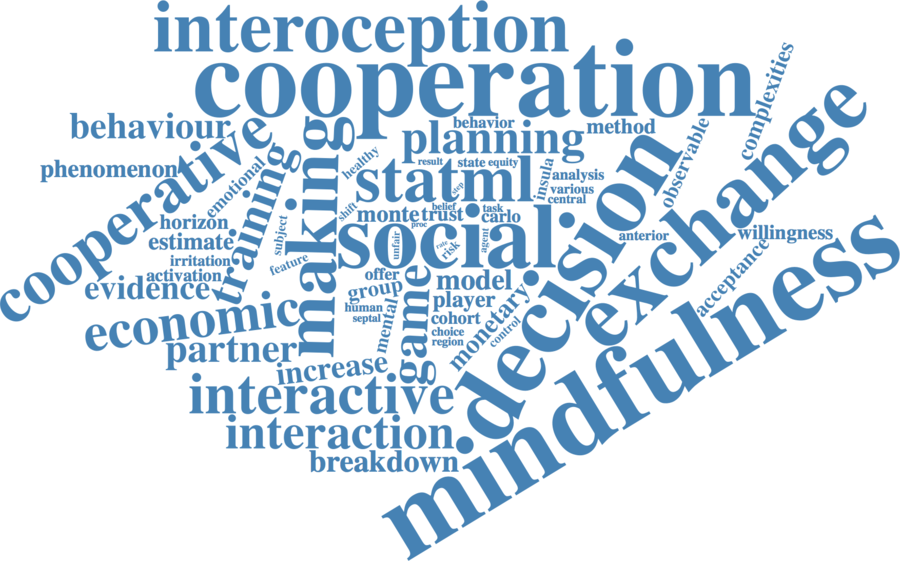 interoception
cooperation
complexities
behaviour
cooperative
making
planning
behavior
method
observable
exchange
phenomenon
emotional
training
healthy
result
state
equity
statml
step
insula
analysis
various
central
decision
horizon
estimate
subject
shift
monte
trust
belief
proc
task
carlo
social
unfair
rate
risk
agent
anterior
willingness
irritation
activation
feature
evidence
offer
group
human
septal
mental
game
model
player
cohort
choice
region
monetary
control
acceptance
mindfulness
economic
partner
increase
interactive
interaction
breakdown